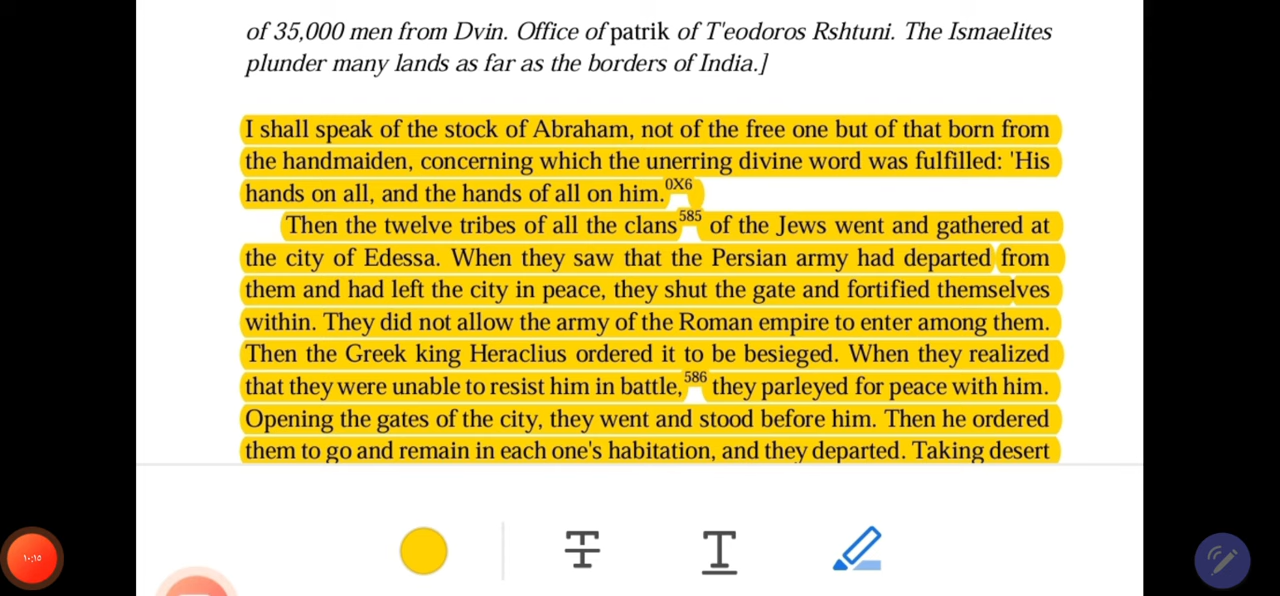 of 35,000 men from Dvin. Office of patrik of T'eodoros Rshtuni. The Ismaelites
plunder many lands as far as the borders of India.]
I shall speak of the stock of Abraham, not of the free one but of that born from
the handmaiden, concerning which the unerring divine word was fulfilled: 'His
hands on all, and the hands of all on him.0X6
Then the twelve tribes of all the clans585 of the Jews went and gathered at
the city of Edessa. When they saw that the Persian army had departed from
them and had left the city in peace, they shut the gate and fortified themselves
within. They did not allow the army of the Roman empire to enter among them.
Then the Greek king Heraclius ordered it to be besieged. When they realized
that they were unable to resist him in battle,586 they parleyed for peace with him.
Opening the gates of the city, they went and stood before him. Then he ordered
them to go and remain in each one's habitation, and they departed. Taking desert
T T
١٠:١٥